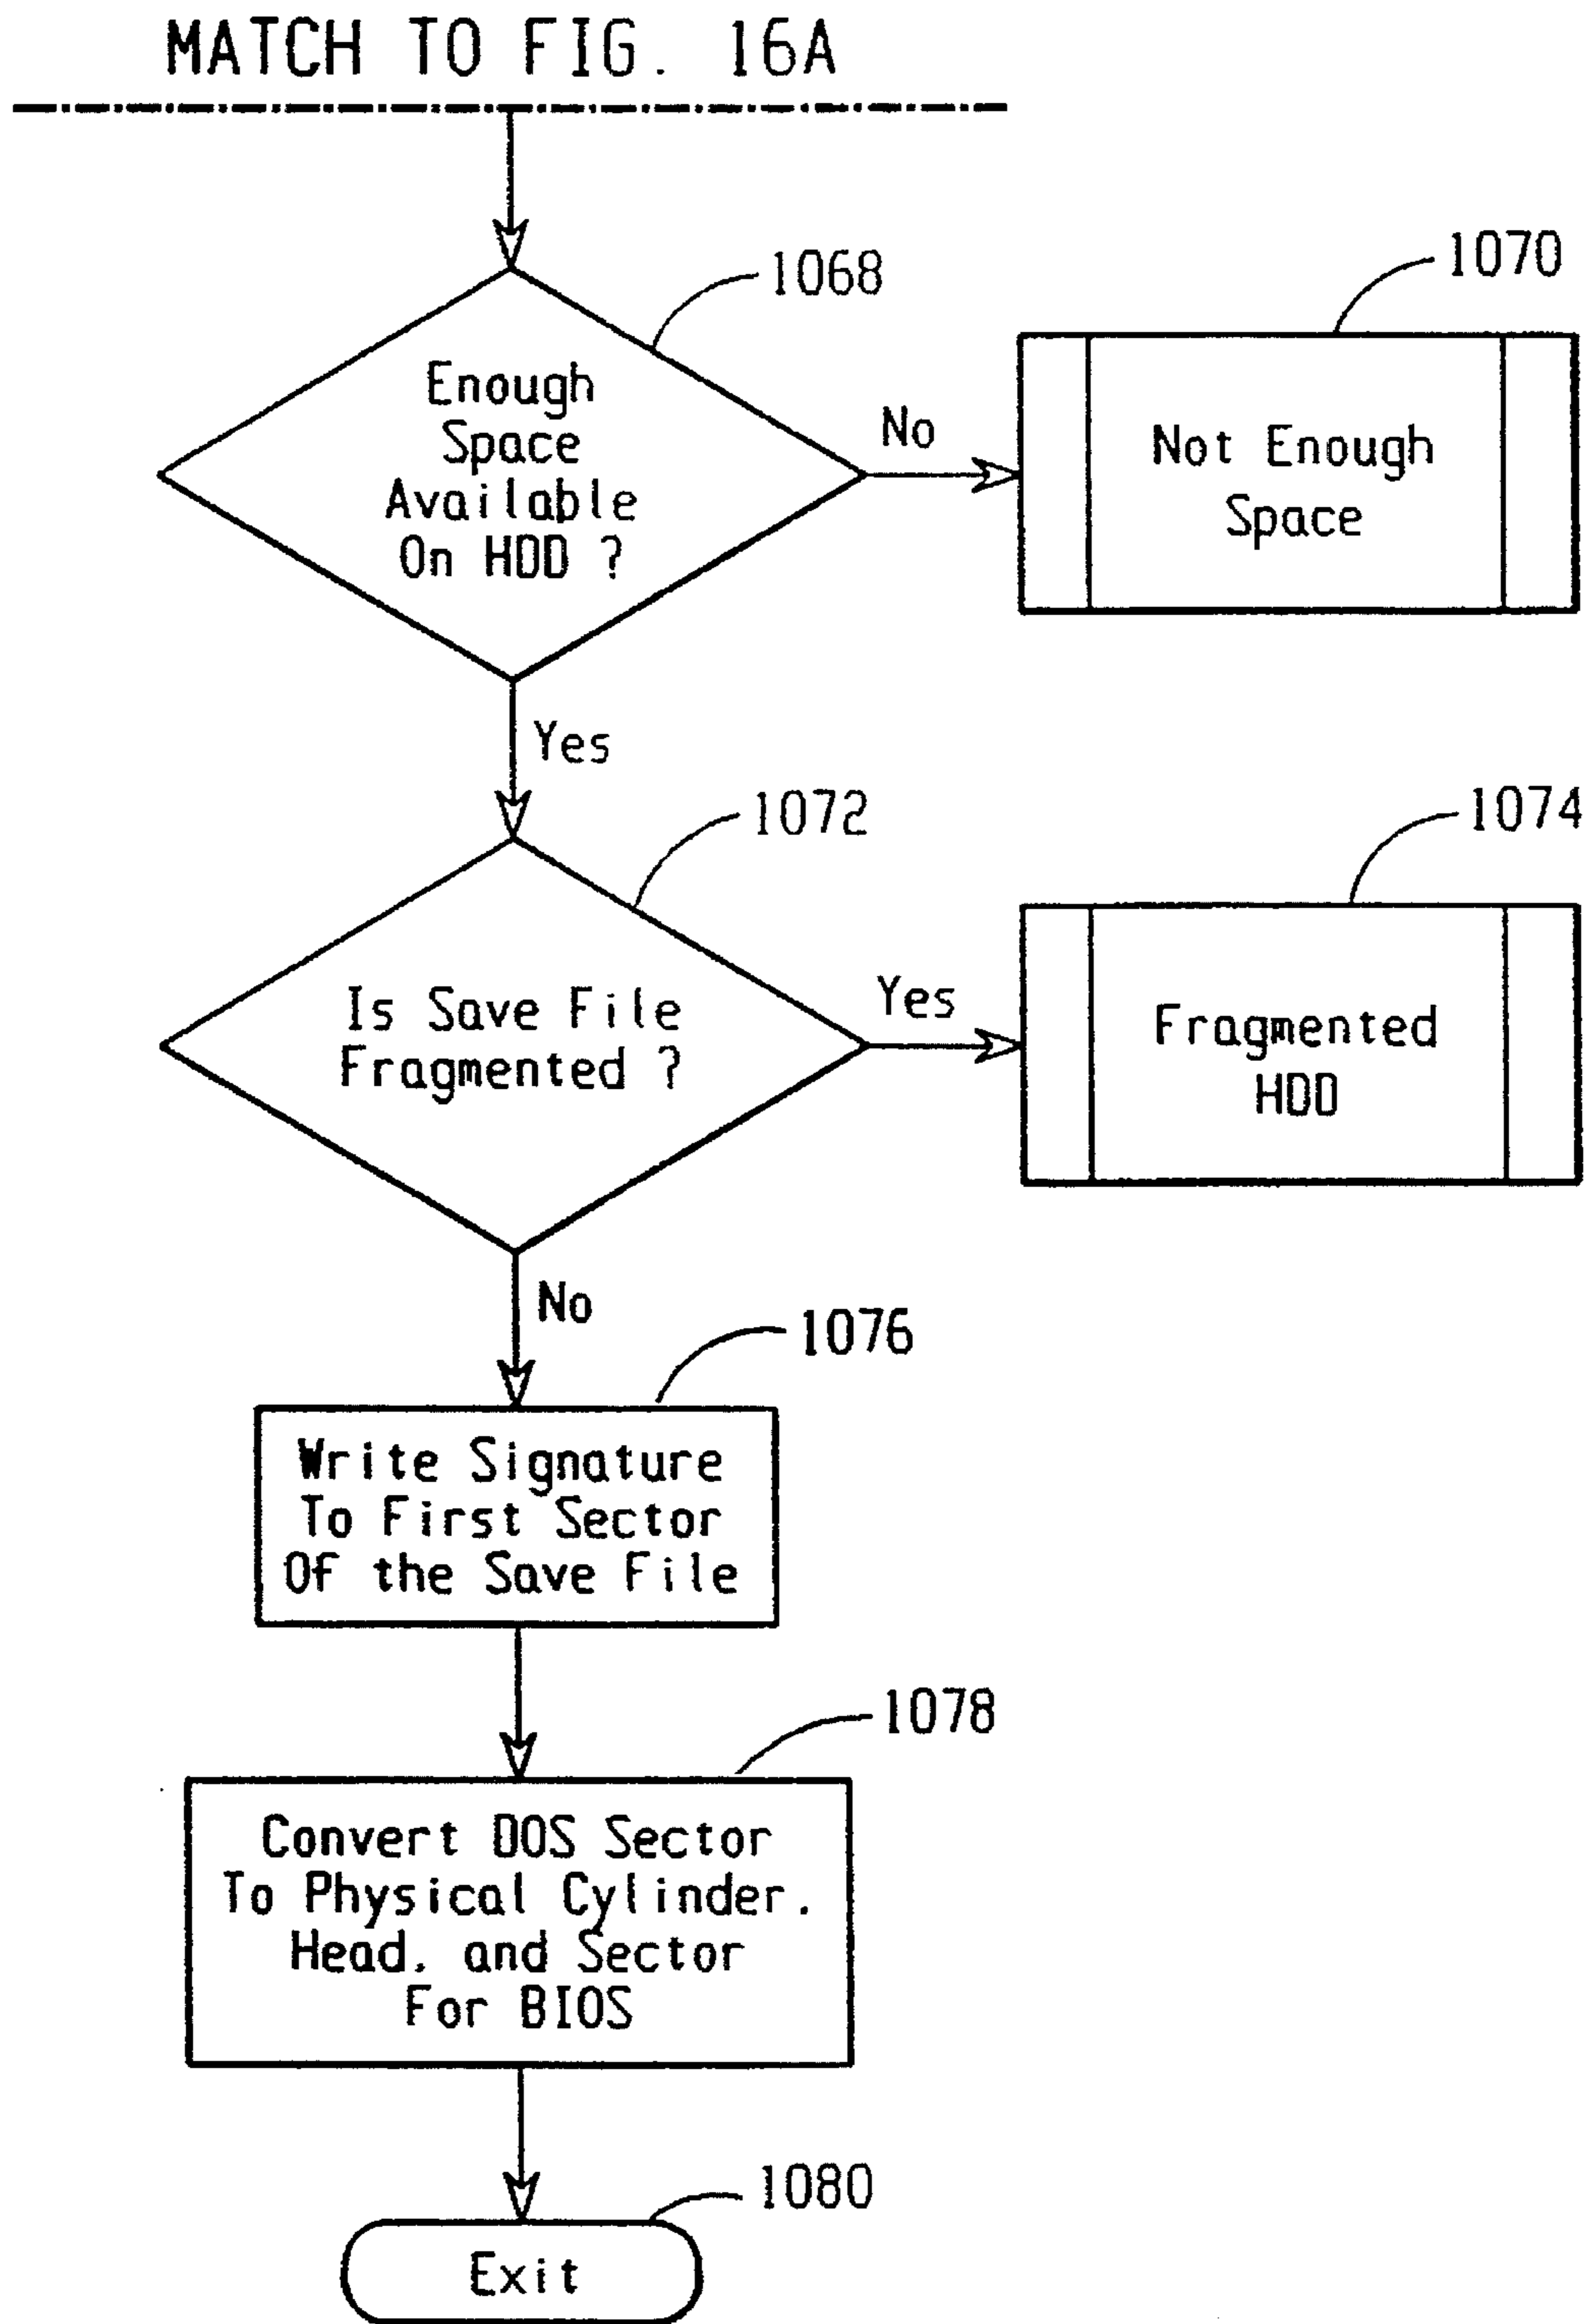 MATCH TO FIG. 16A
1068
Enough
Space
Available
On HDD ?
No
1070
Not Enough
Space
Yes
1072
Is Save File
Fragmented ?
Yes
1074
Fragmented
HDD
No
1076
Write Signature
To First Sector
Of the Save File
1078
Convert DOS Sector
To Physical Cylinder,
Head, and Sector
For BIOS
1080
Exit